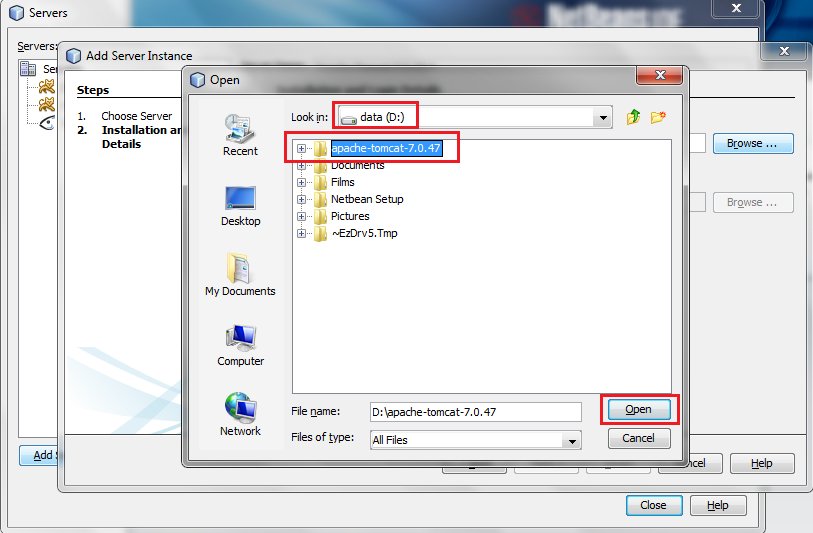 Servers
NetBeans IDE
Servers:
Add Server Instance
Steps
1. Choose Server
2. Installation
Details
Open
Look in: data (D:)
Browse ...
Browse ...
Recent
Desktop
My Documents
Computer
Network
apache-tomcat-7.0.47
Documents
Films
Netbean Setup
Pictures
~EzDrv5.Tmp
File name: D:\apache-tomcat-7.0.47
Open
Files of type: All Files
Cancel
Add
Help
Close
Help